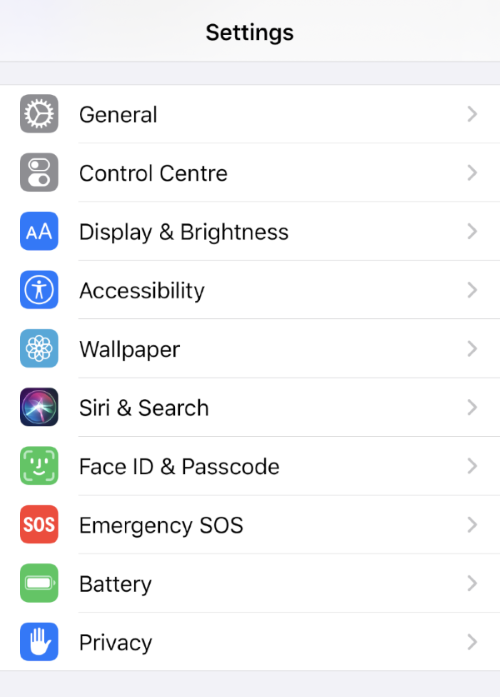 Settings
General
Control Centre
AA Display & Brightness
Accessibility
Wallpaper
Siri & Search
Face ID & Passcode
SOS Emergency SOS
Battery
Privacy